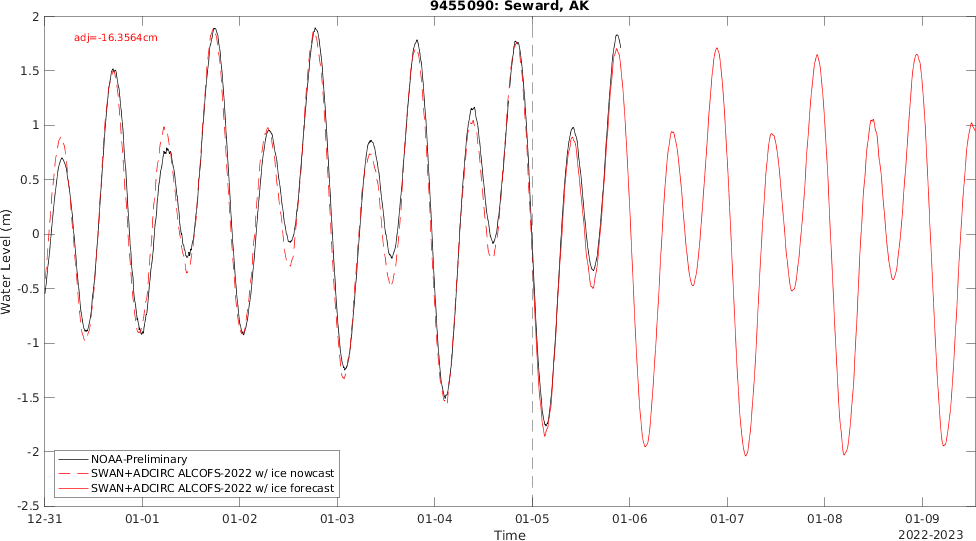 9455090: Seward, AK
adj=-16.3564cm
2
1.5
1
0.5
0
-0.5
-1
-1.5
-2
-2.5
Water Level (m)
NOAA-Preliminary
SWAN+ADCIRC ALCOFS-2022 w/ ice nowcast
SWAN+ADCIRC ALCOFS-2022 w/ ice forecast
12-31 01-01 01-02 01-03 01-04 01-05 01-06 01-07 01-08 01-09
Time
2022-2023